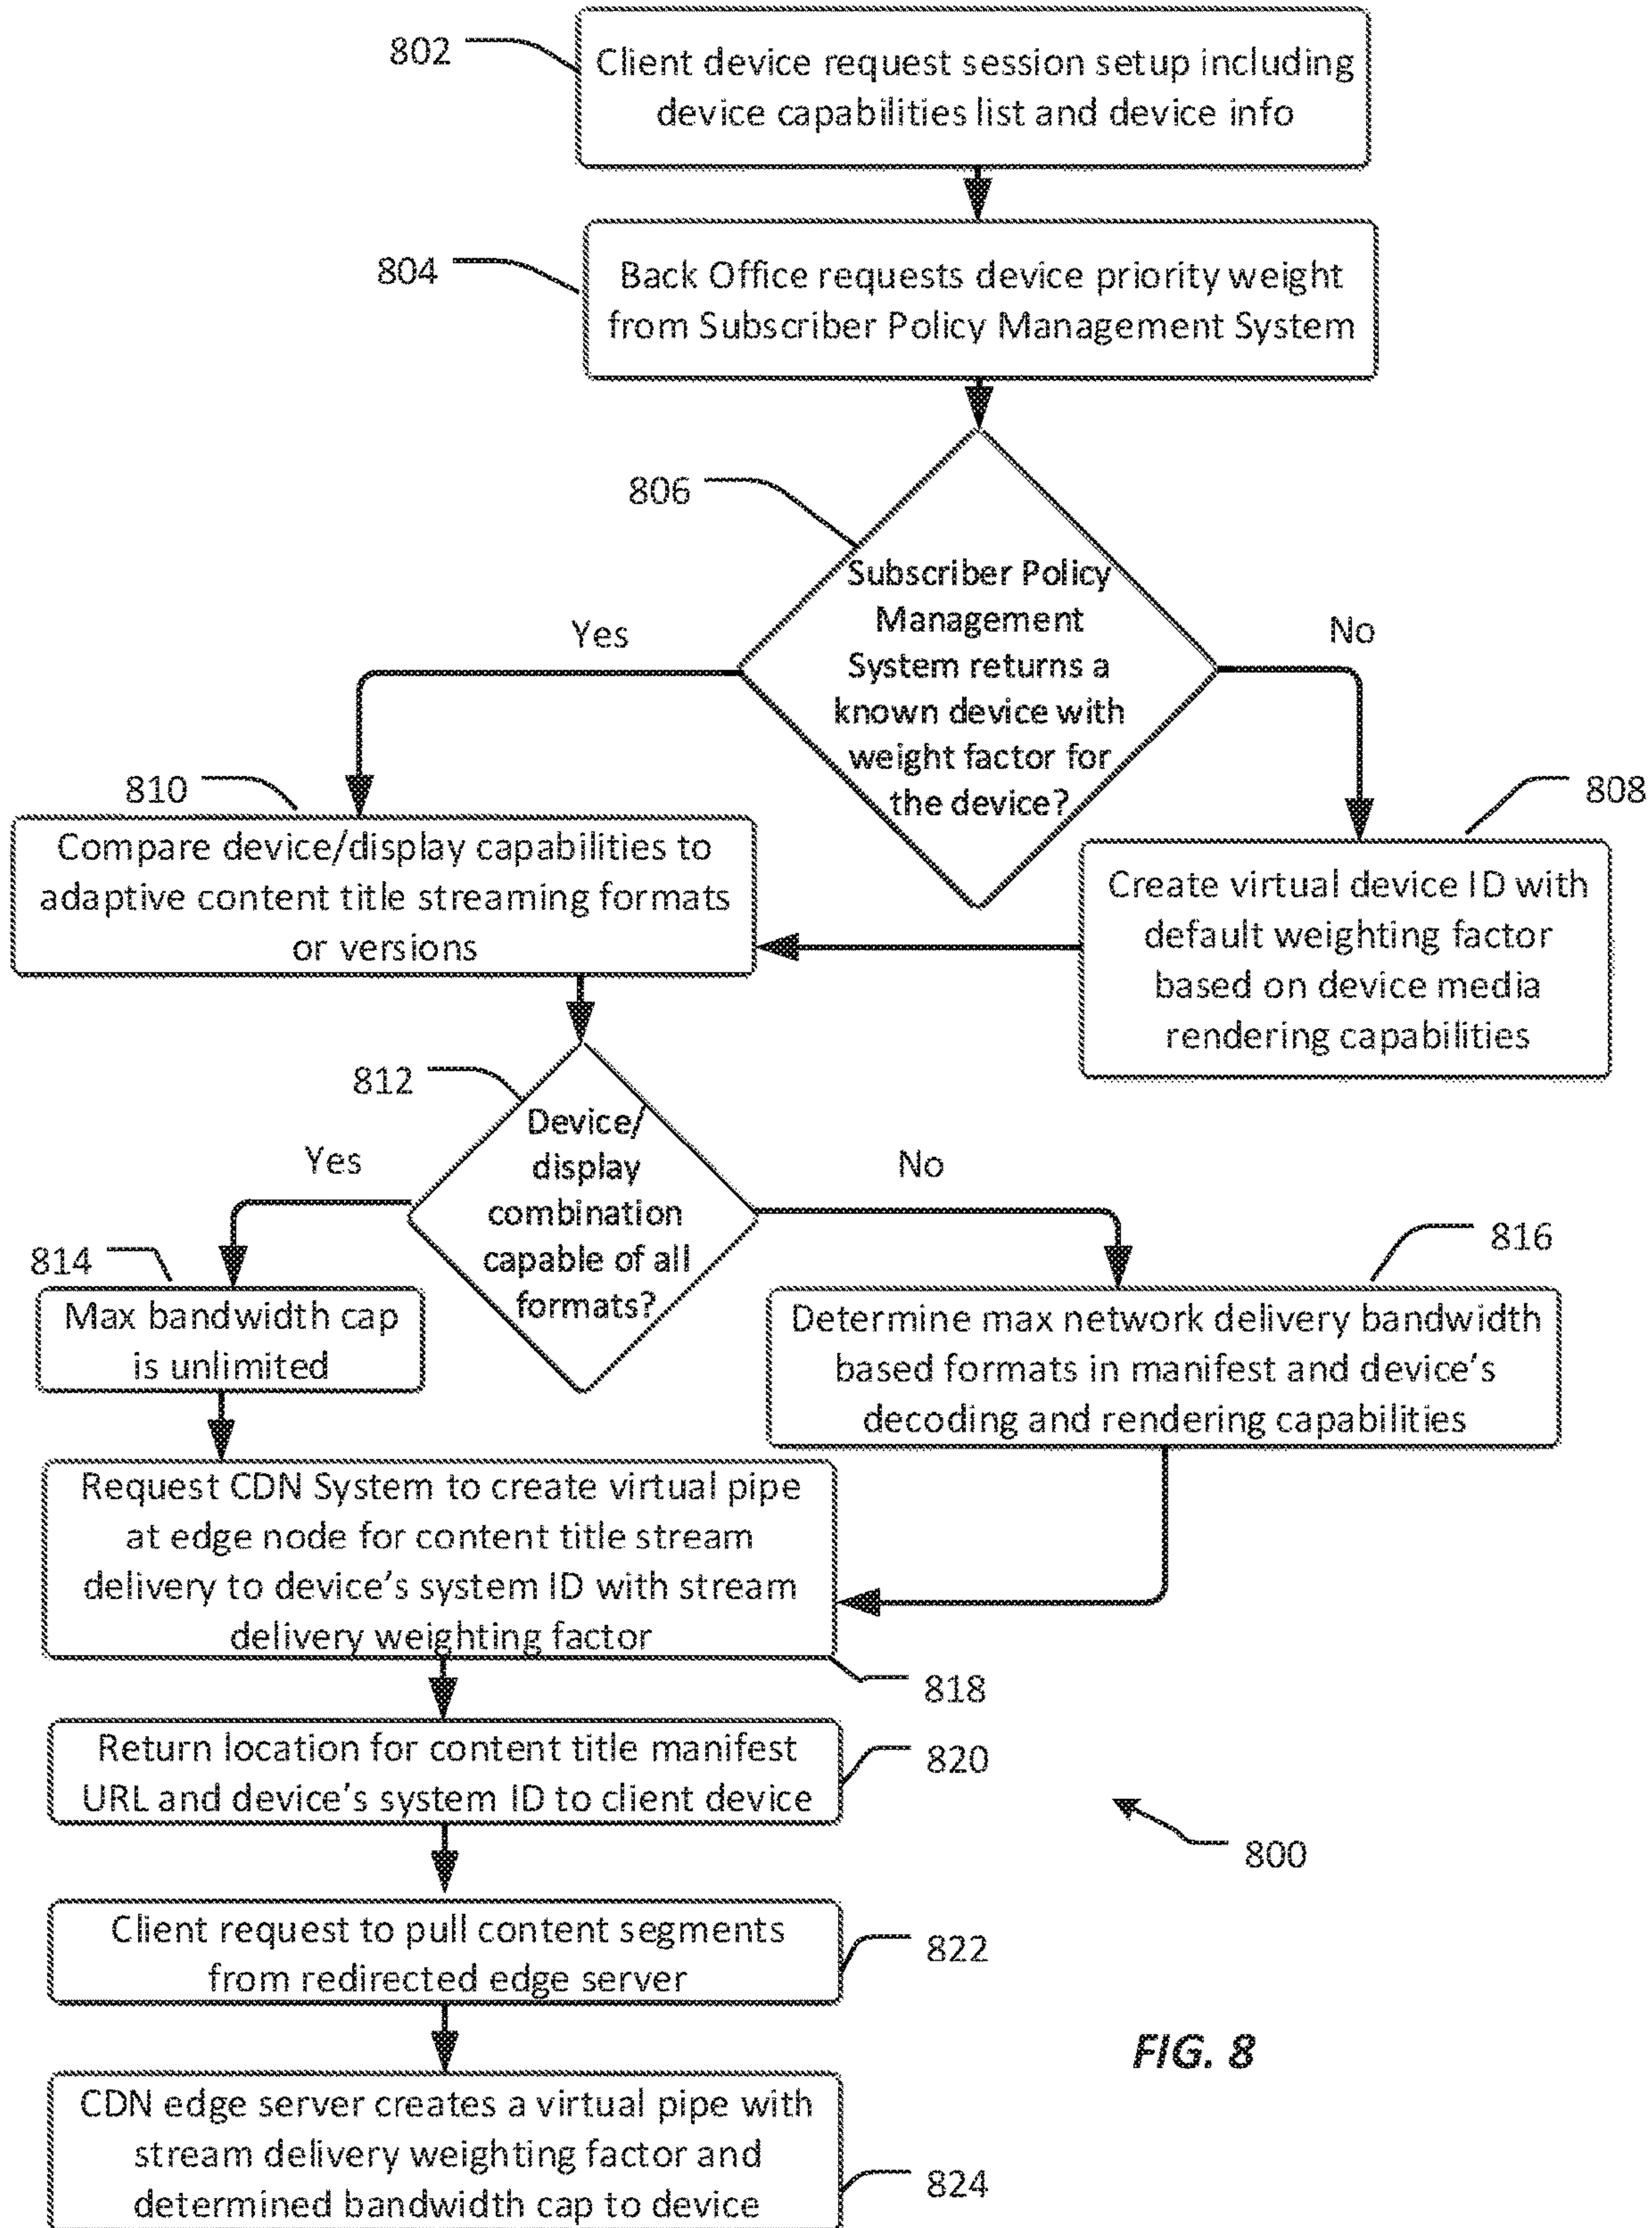 802
Client device request session setup including
device capabilities list and device info
804
Back Office requests device priority weight
from Subscriber Policy Management System
806
Subscriber Policy
Management
System returns a
known device with
weight factor for
the device?
Yes
No
810
Compare device/display capabilities to
adaptive content title streaming formats
or versions
808
Create virtual device ID with
default weighting factor
based on device media
rendering capabilities
812
Device/
display
combination
capable of all
formats?
Yes
No
814
Max bandwidth cap
is unlimited
816
Determine max network delivery bandwidth
based formats in manifest and device's
decoding and rendering capabilities
Request CDN System to create virtual pipe
at edge node for content title stream
delivery to device's system ID with stream
delivery weighting factor
818
Return location for content title manifest
URL and device's system ID to client device
820
800
Client request to pull content segments
from redirected edge server
822
FIG. 8
CDN edge server creates a virtual pipe with
stream delivery weighting factor and
determined bandwidth cap to device
824